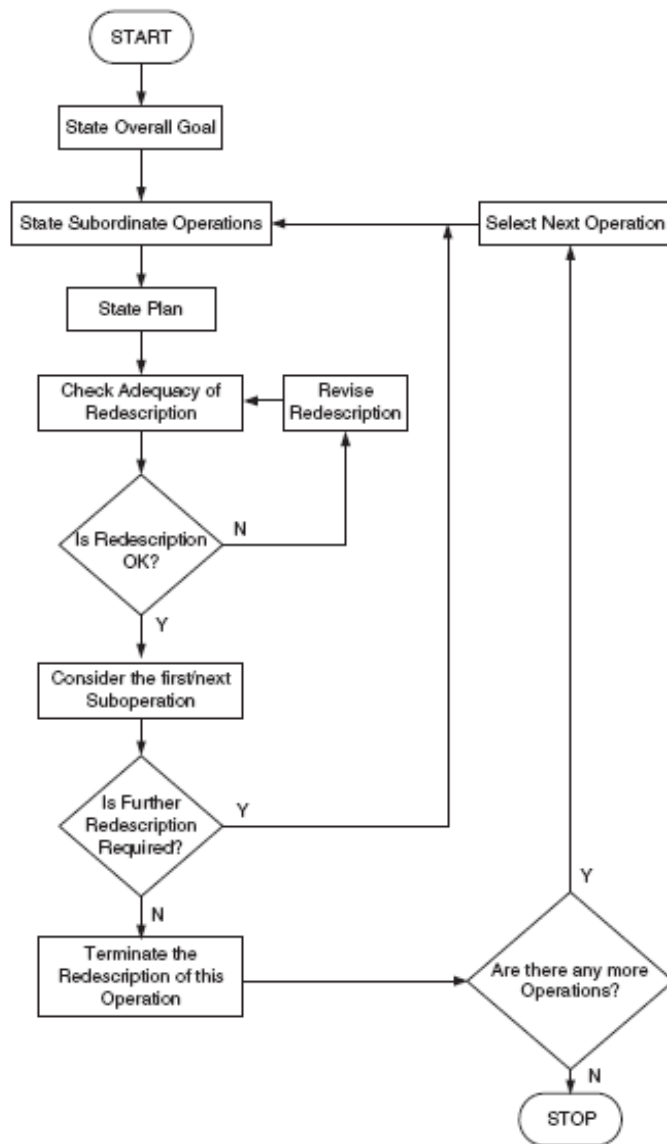 START
State Overall Goal
State Subordinate Operations
Select Next Operation
State Plan
Check Adequacy of
Redescription
Revise
Redescription
Is Redescription
OK?
N
Y
Consider the first/next
Suboperation
Is Further
Redescription
Required?
Y
N
Terminate the
Redescription of this
Operation
Are there any more
Operations?
Y
N
STOP